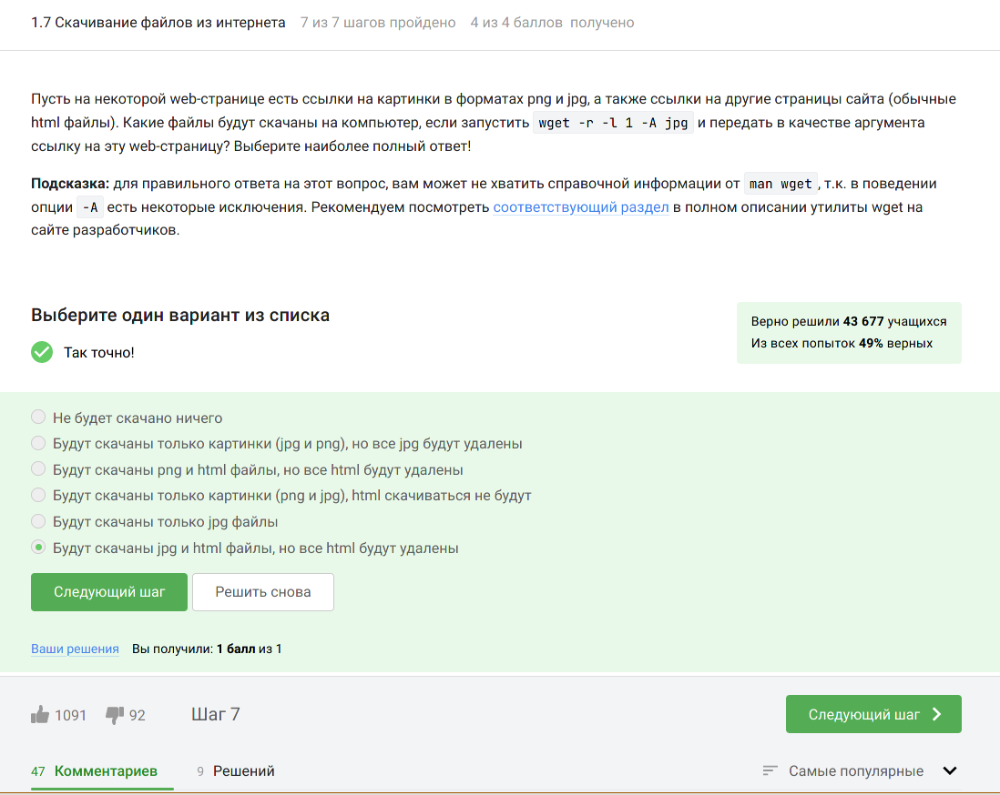 1.7 Скачивание файлов из интернета 7 из 7 шагов пройдено 4 из 4 баллов получено
Пусть на некоторой web-странице есть ссылки на картинки в форматах png и jpg, а также ссылки на другие страницы сайта (обычные
html файлы). Какие файлы будут скачаны на компьютер, если запустить wget -r -l 1 -A jpg и передать в качестве аргумента
ссылку на эту web-страницу? Выберите наиболее полный ответ!
Подсказка: для правильного ответа на этот вопрос, вам может не хватить справочной информации от man wget, т.к. в поведении
опции -A есть некоторые исключения. Рекомендуем посмотреть соответствующий раздел в полном описании утилиты wget на
сайте разработчиков.
Выберите один вариант из списка
Так точно!
Верно решили 43 677 учащихся
Из всех попыток 49% верных
Не будет скачано ничего
Будут скачаны только картинки (jpg и png), но все jpg будут удалены
Будут скачаны png и html файлы, но все html будут удалены
Будут скачаны только картинки (png и jpg), html скачиваться не будут
Будут скачаны только jpg файлы
Будут скачаны jpg и html файлы, но все html будут удалены
Следующий шаг Решить снова
Ваши решения Вы получили: 1 балл из 1
1091 92 Шаг 7 Следующий шаг
47 Комментариев 9 Решений Самые популярные